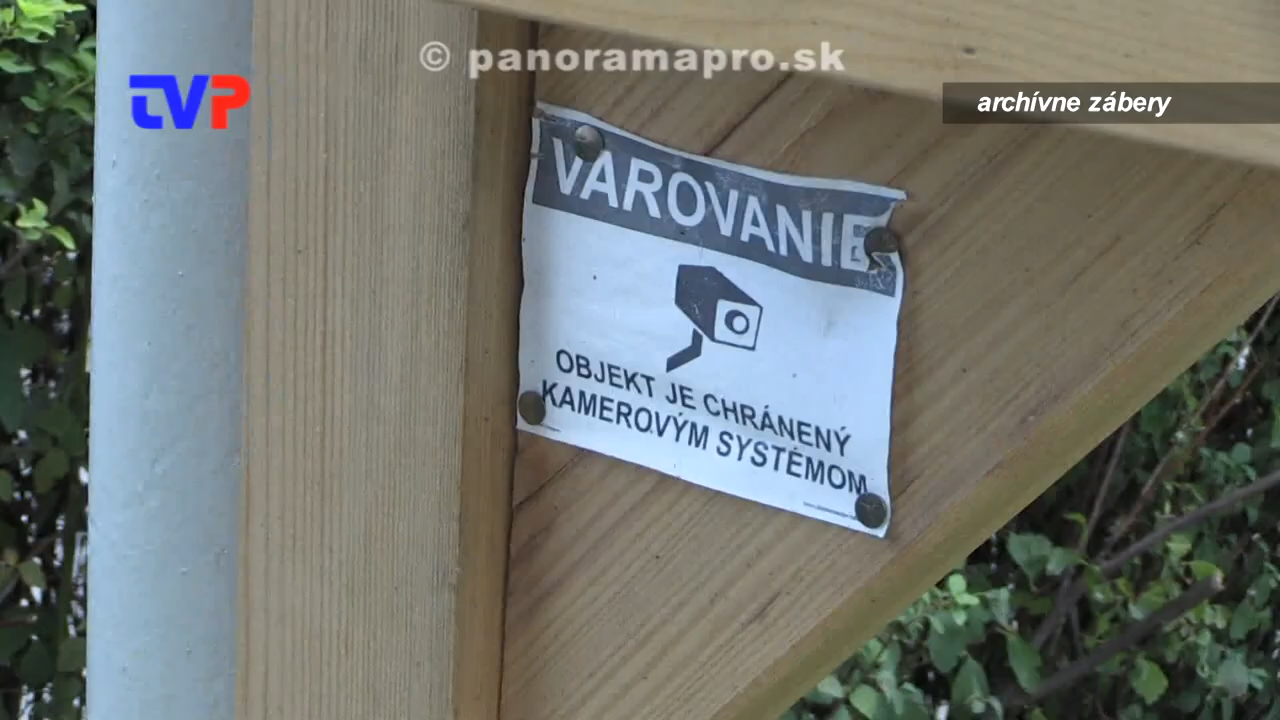 © panoramapro.sk
TVP
archívne zábery
VAROVANIE
OBJEKT JE CHRÁNENÝ
KAMEROVÝM SYSTÉMOM